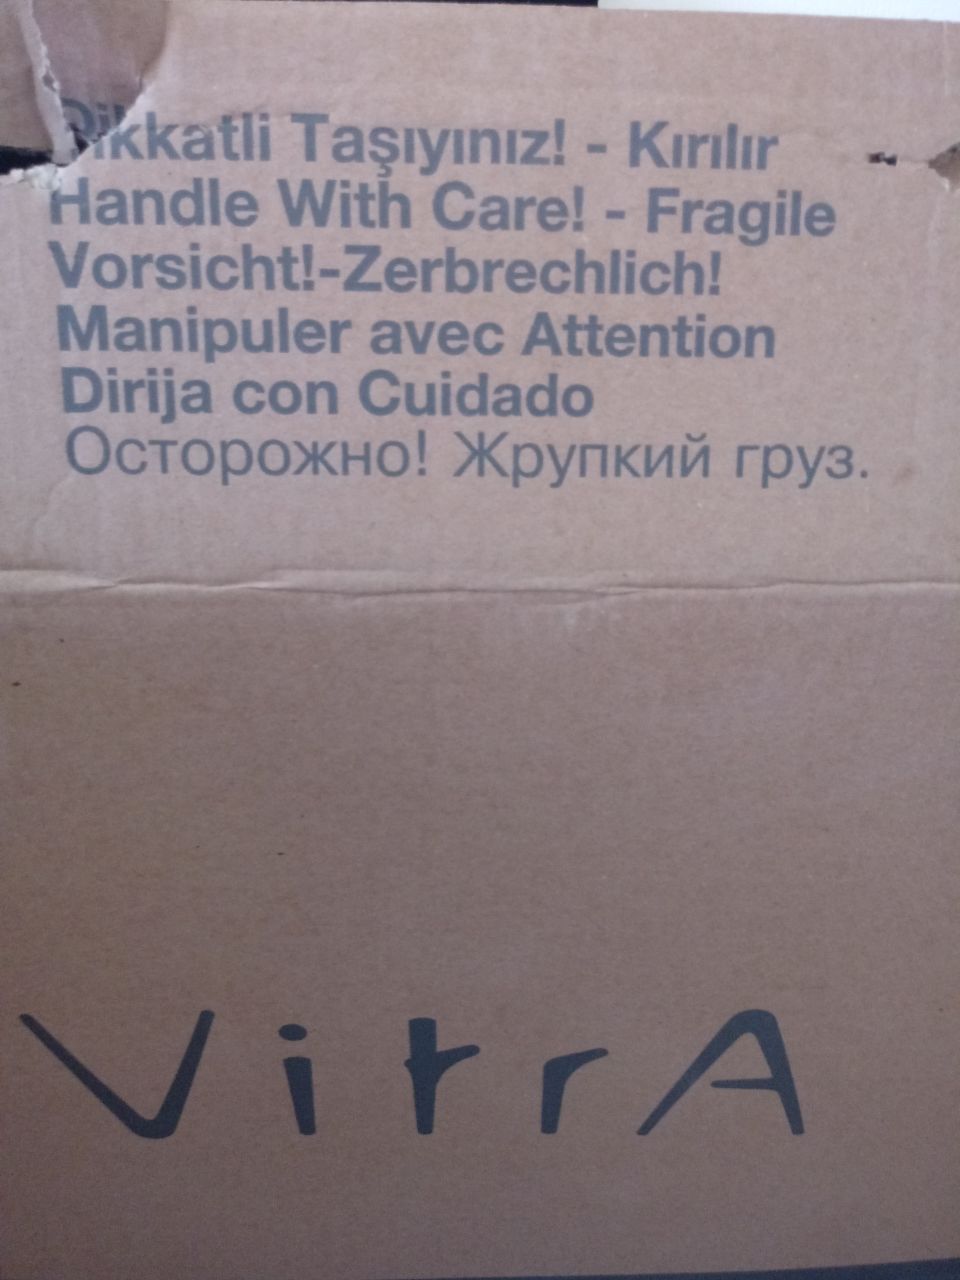 Dikkatli Taşıyınız! - Kırılır
Handle With Care! - Fragile
Vorsicht!-Zerbrechlich!
Manipuler avec Attention
Dirija con Cuidado
Осторожно! Жрупкий груз.
VitrA